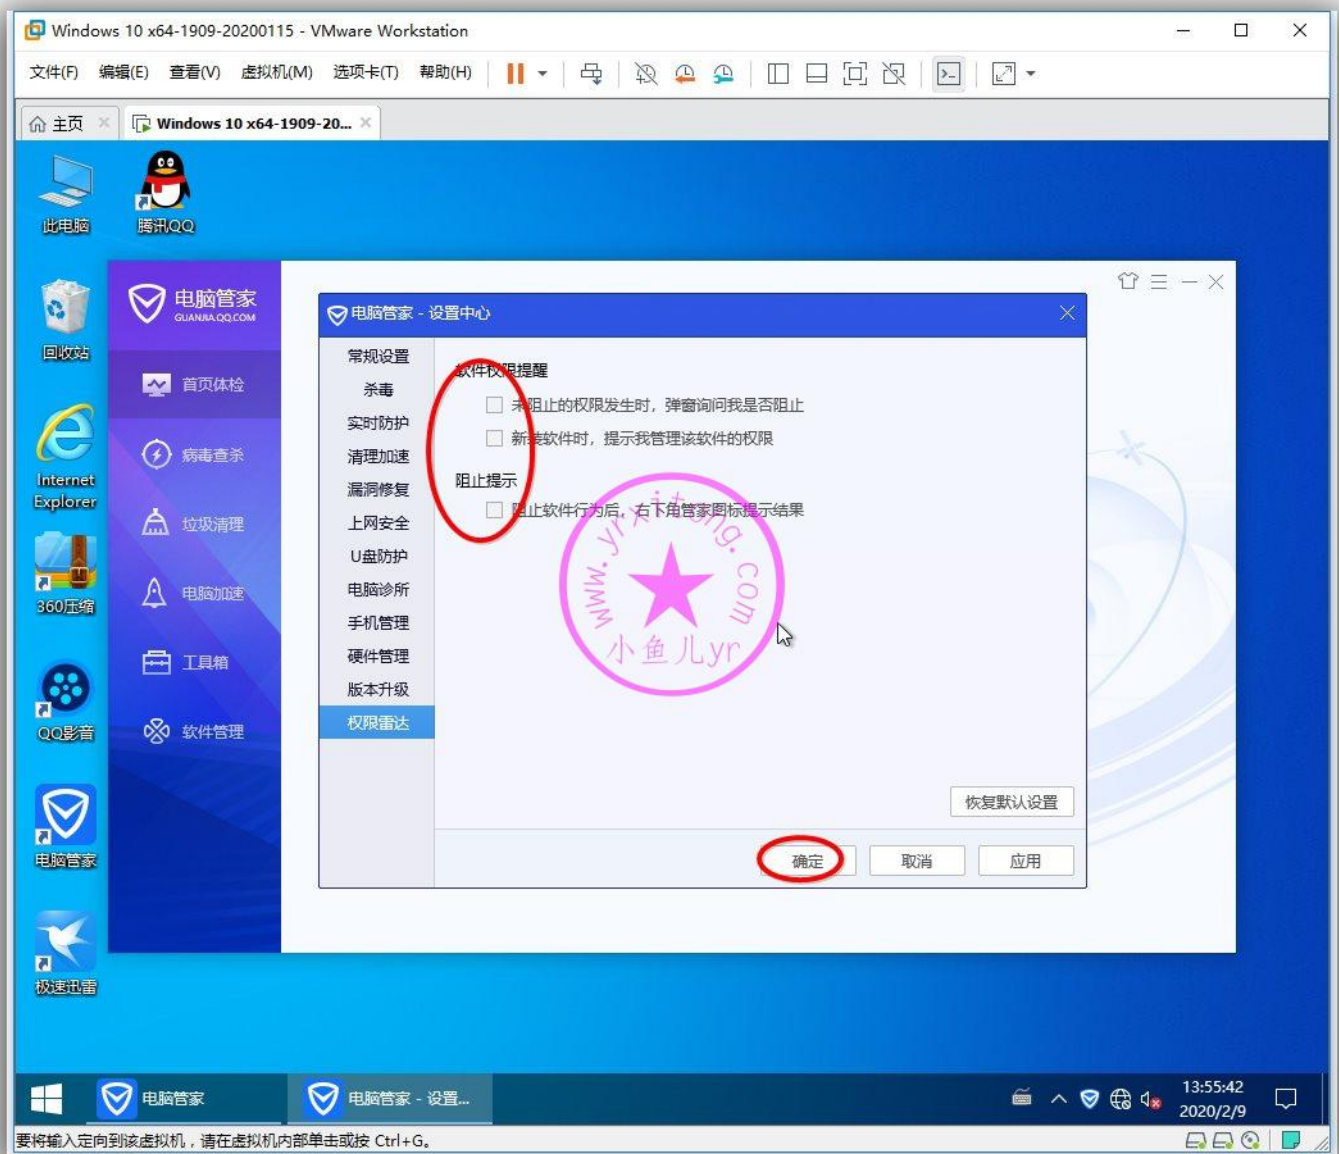 Windows 10 x64-1909-20200115 - VMware Workstation
文件(F) 编辑(E) 查看(V) 虚拟机(M) 选项卡(T) 帮助(H)
主页 Windows 10 x64-1909-20...
此电脑
腾讯QQ
回收站
Internet Explorer
360压缩
QQ影音
电脑管家
极速迅雷
电脑管家
GUANJIA.QQ.COM
首页体检
病毒查杀
垃圾清理
电脑加速
工具箱
软件管理
电脑管家 - 设置中心
常规设置
杀毒
实时防护
清理加速
漏洞修复
上网安全
U盘防护
电脑诊所
手机管理
硬件管理
版本升级
权限雷达
软件权限提醒
未阻止的权限发生时，弹窗询问我是否阻止
新装软件时，提示我管理该软件的权限
阻止提示
阻止软件行为后，右下角管家图标提示结果
www.yrxitong.com
小鱼儿yr
恢复默认设置
确定 取消 应用
电脑管家 电脑管家 - 设置...
13:55:42
2020/2/9
要将输入定向到该虚拟机，请在虚拟机内部单击或按 Ctrl+G。